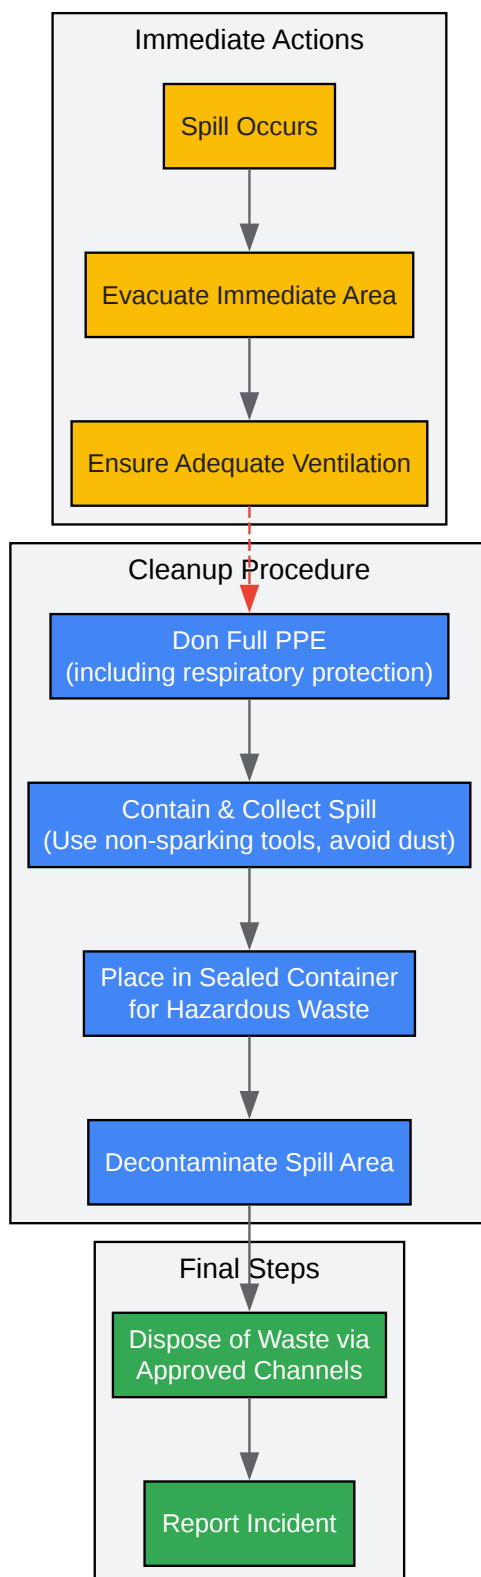 Immediate Actions
Spill Occurs
Evacuate Immediate Area
Ensure Adequate Ventilation
Cleanup Procedure
Don Full PPE
(including respiratory protection)
Contain & Collect Spill
(Use non-sparking tools, avoid dust)
Place in Sealed Container
for Hazardous Waste
Decontaminate Spill Area
Final Steps
Dispose of Waste via
Approved Channels
Report Incident